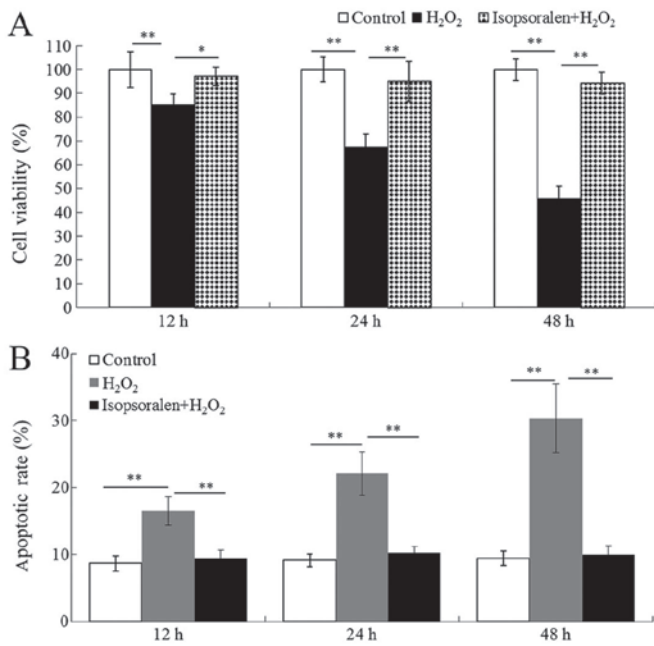 A
Control H₂O₂ Isopsoralen+H₂O₂
Cell viability (%)
110
100
90
80
70
60
50
40
30
20
10
0
** *
** **
** **
12 h 24 h 48 h
B
Control
H₂O₂
Isopsoralen+H₂O₂
Apoptotic rate (%)
40
30
20
10
0
** **
** **
** **
12 h 24 h 48 h